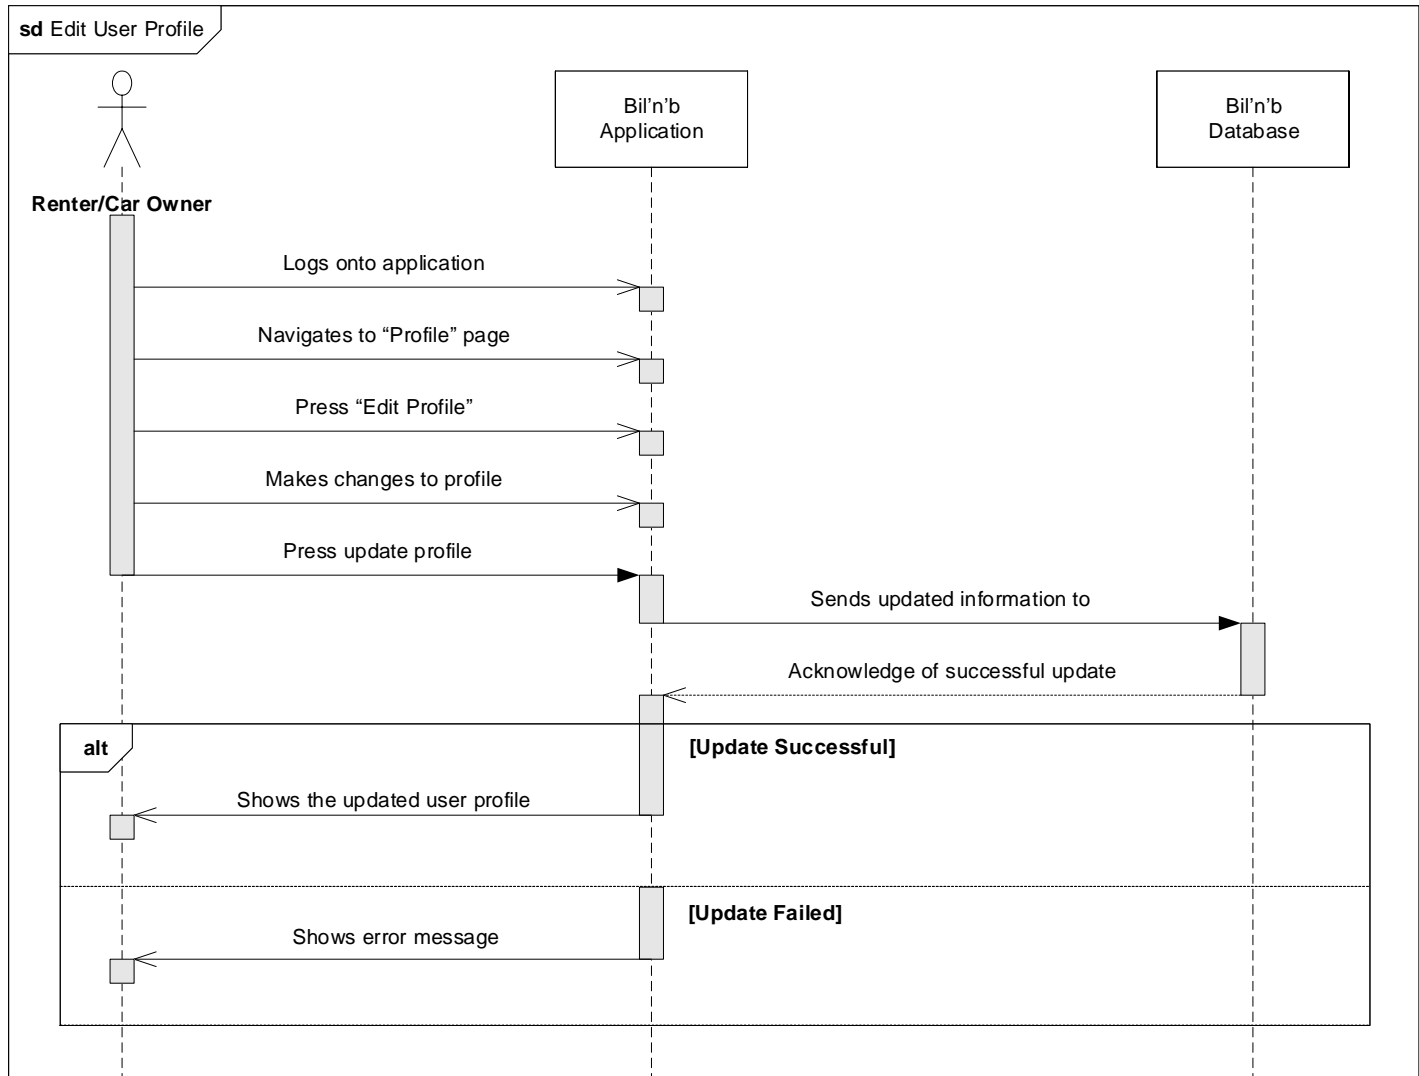 sd Edit User Profile
Bil’n’b
Application
Bil’n’b
Database
Renter/Car Owner
Logs onto application
Navigates to “Profile” page
Press “Edit Profile”
Makes changes to profile
Press update profile
Sends updated information to
Acknowledge of successful update
alt
[Update Successful]
Shows the updated user profile
[Update Failed]
Shows error message